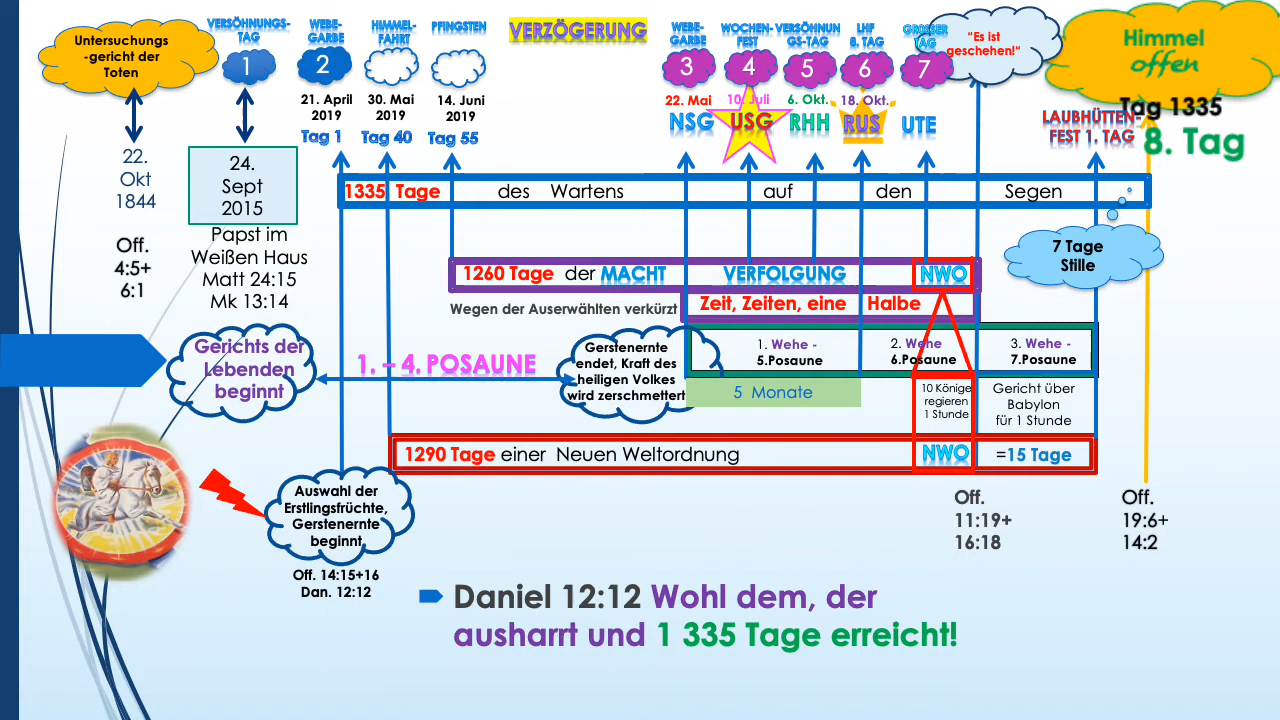 Untersuchungs
-gericht der
Toten
VERSÖHNUNGS-
TAG
1
WEBE-
GARBE
2
HIMMEL-
FAHRT
PFINGSTEN
VERZÖGERUNG
WEBE-
GARBE
3
WOCHEN-
FEST
4
VERSÖHNUN
GS-TAG
5
LHF
8. TAG
6
GROSSER
TAG
7
"Es ist
geschehen!"
Himmel
offen
21. April
2019
Tag 1
30. Mai
2019
Tag 40
14. Juni
2019
Tag 55
22. Mai
NSG
10. Juli
USG
6. Okt.
RHH
18. Okt.
RUS
UTE
LAUBHÜTTEN-
FEST 1. TAG
Tag 1335
8. Tag
22.
Okt
1844
24.
Sept
2015
1335 Tage des Wartens auf den Segen
Off.
4:5+
6:1
Papst im
Weißen Haus
Matt 24:15
Mk 13:14
7 Tage
Stille
1260 Tage der MACHT VERFOLGUNG NWO
Wegen der Auserwählten verkürzt
Zeit, Zeiten, eine Halbe
Gerichts der
Lebenden
beginnt
1. – 4. POSAUNE
Gerstenernte
endet, Kraft des
heiligen Volkes
wird zerschmettert
1. Wehe -
5.Posaune
2. Wehe
6.Posaune
3. Wehe -
7.Posaune
5 Monate
10 Könige
regieren
1 Stunde
Gericht über
Babylon
für 1 Stunde
1290 Tage einer Neuen Weltordnung NWO =15 Tage
Auswahl der
Erstlingsfrüchte,
Gerstenernte
beginnt
Off. 14:15+16
Dan. 12:12
Off.
11:19+
16:18
Off.
19:6+
14:2
Daniel 12:12 Wohl dem, der
ausharrt und 1 335 Tage erreicht!